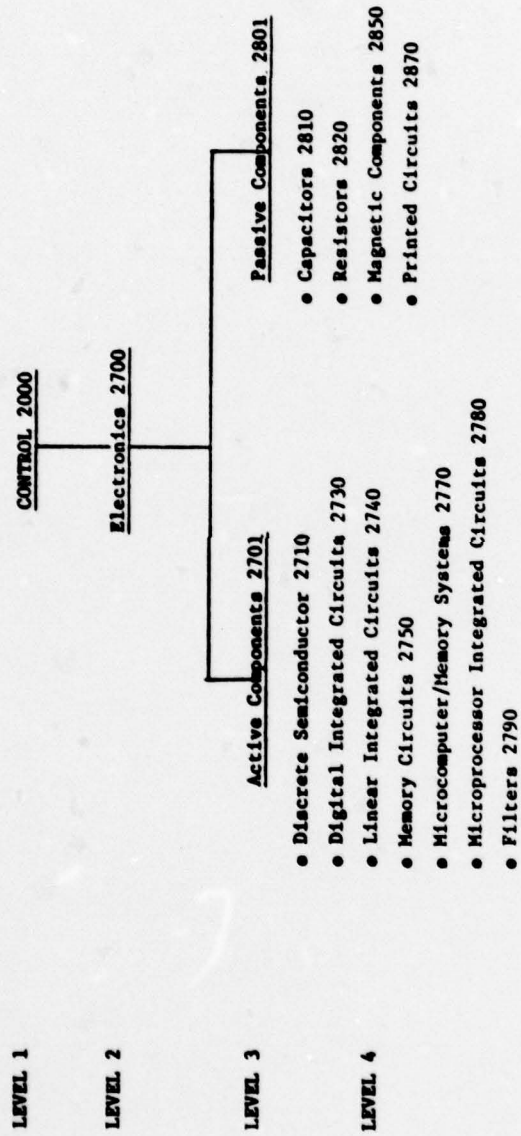 LEVEL 1
CONTROL 2000
LEVEL 2
Electronics 2700
LEVEL 3
Active Components 2701
Passive Components 2801
LEVEL 4
● Discrete Semiconductor 2710
● Digital Integrated Circuits 2730
● Linear Integrated Circuits 2740
● Memory Circuits 2750
● Microcomputer/Memory Systems 2770
● Microprocessor Integrated Circuits 2780
● Filters 2790
● Capacitors 2810
● Resistors 2820
● Magnetic Components 2850
● Printed Circuits 2870